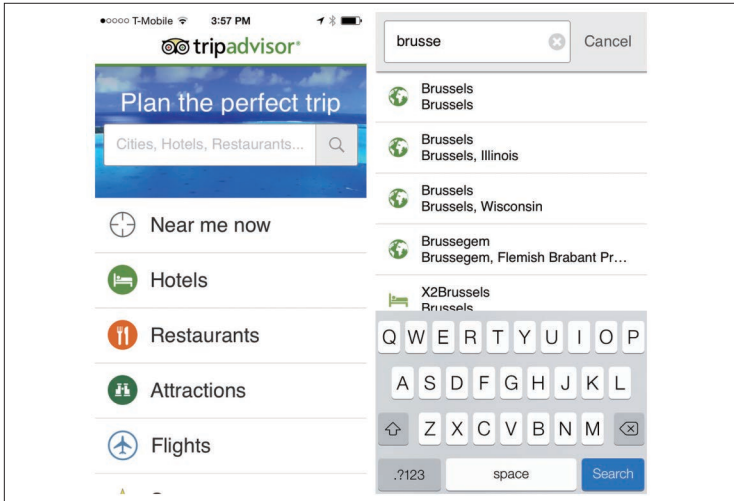 T-Mobile 3:57 PM
tripadvisor
Plan the perfect trip
Cities, Hotels, Restaurants...
Near me now
Hotels
Restaurants
Attractions
Flights
brusse
Cancel
Brussels
Brussels
Brussels
Brussels, Illinois
Brussels
Brussels, Wisconsin
Brussegem
Brussegem, Flemish Brabant Pr...
X2Brussels
Brussels
Q W E R T Y U I O P
A S D F G H J K L
Z X C V B N M
.?123 space Search